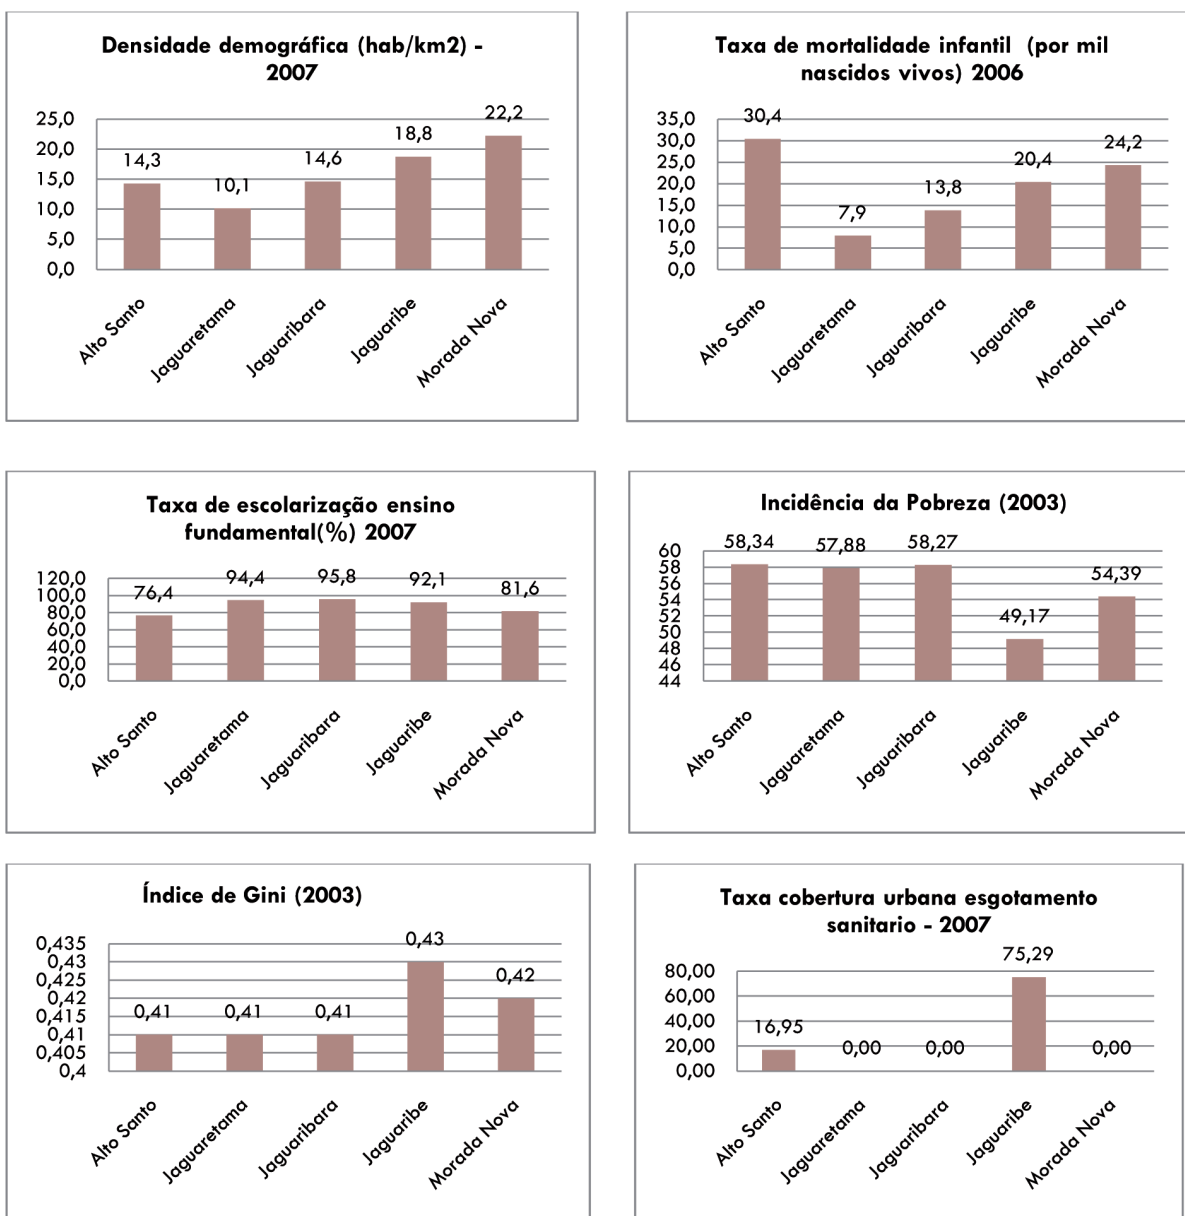 Densidade demográfica (hab/km2) -
2007
25,0
20,0
15,0
10,0
5,0
0,0
14,3
10,1
14,6
18,8
22,2
Alto Santo
Jaguaretama
Jaguaribara
Jaguaribe
Morada Nova
Taxa de mortalidade infantil (por mil
nascidos vivos) 2006
35,0
30,0
25,0
20,0
15,0
10,0
5,0
0,0
30,4
7,9
13,8
20,4
24,2
Alto Santo
Jaguaretama
Jaguaribara
Jaguaribe
Morada Nova
Taxa de escolarização ensino
fundamental(%) 2007
120,0
100,0
80,0
60,0
40,0
20,0
0,0
76,4
94,4
95,8
92,1
81,6
Alto Santo
Jaguaretama
Jaguaribara
Jaguaribe
Morada Nova
Incidência da Pobreza (2003)
60
58
56
54
52
50
48
46
44
58,34
57,88
58,27
49,17
54,39
Alto Santo
Jaguaretama
Jaguaribara
Jaguaribe
Morada Nova
Índice de Gini (2003)
0,435
0,43
0,425
0,42
0,415
0,41
0,405
0,4
0,41
0,41
0,41
0,43
0,42
Alto Santo
Jaguaretama
Jaguaribara
Jaguaribe
Morada Nova
Taxa cobertura urbana esgotamento
sanitario - 2007
80,00
60,00
40,00
20,00
0,00
16,95
0,00
0,00
75,29
0,00
Alto Santo
Jaguaretama
Jaguaribara
Jaguaribe
Morada Nova